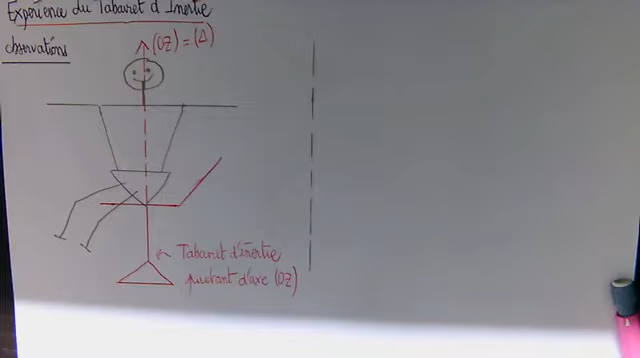 Expérience du Tabouret d'Inertie
observations
(OZ) = (Δ)
Tabouret d'inertie
pivotant d'axe (OZ)